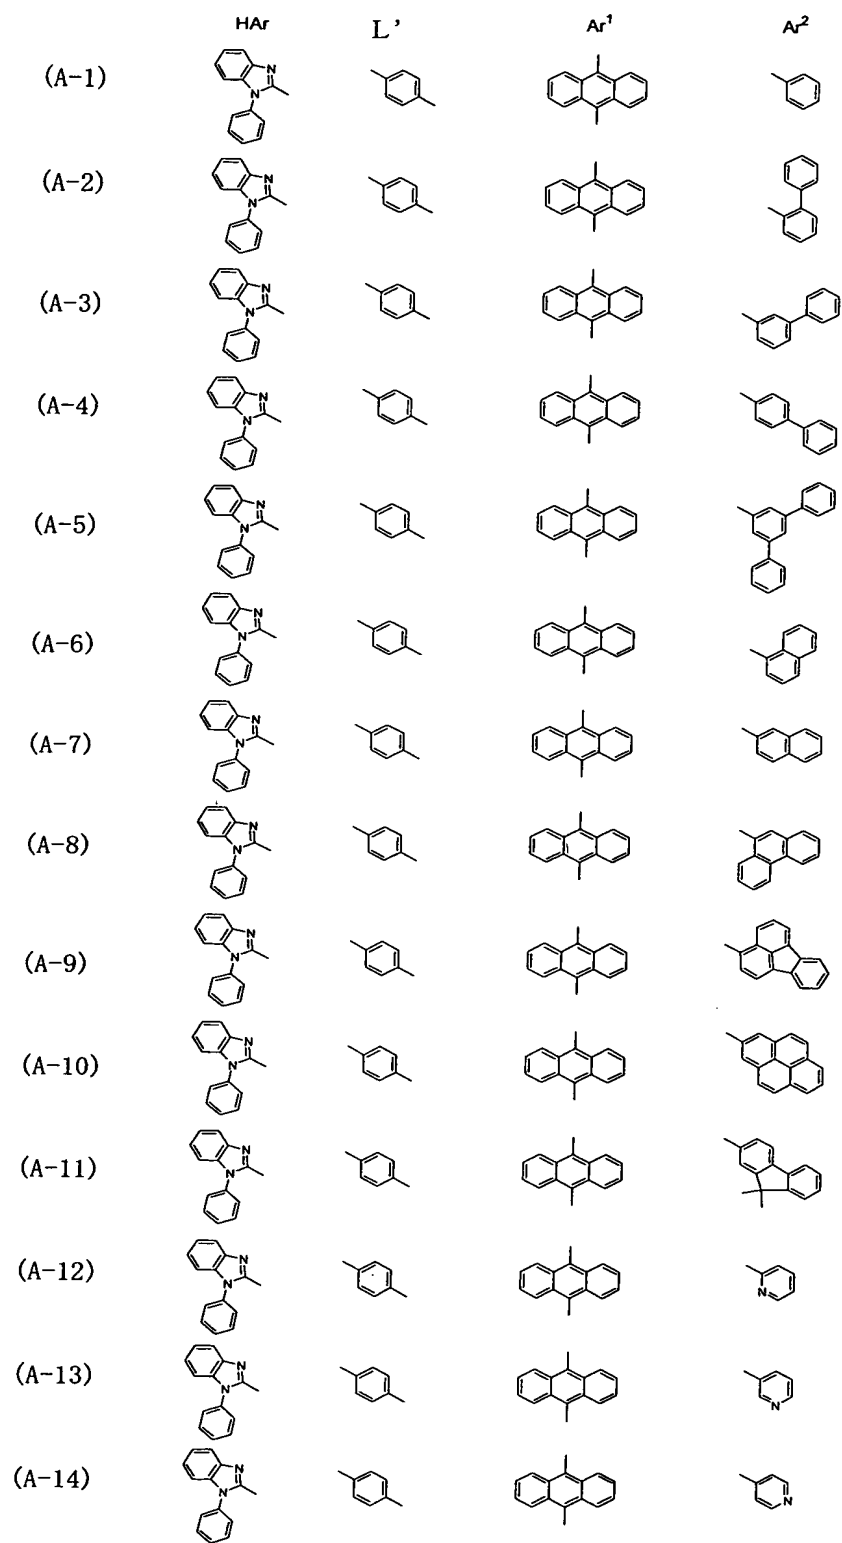 HAr L' Ar¹ Ar²
(A-1) N N
(A-2) N N
(A-3) N N
(A-4) N N
(A-5) N N
(A-6) N N
(A-7) N N
(A-8) N N
(A-9) N N
(A-10) N N
(A-11) N N
(A-12) N N N
(A-13) N N N
(A-14) N N N